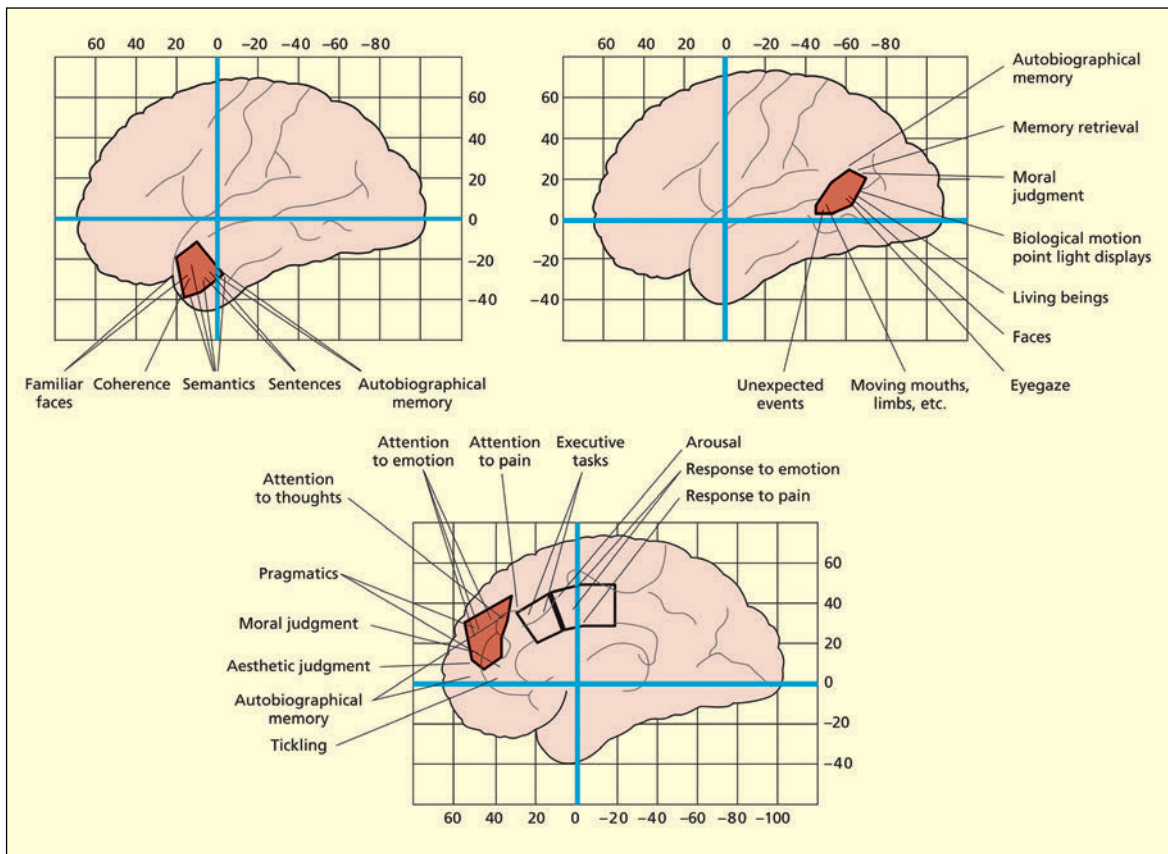 60 40 20 0 –20 –40 –60 –80
60
40
20
0
–20
–40
Familiar
faces
Coherence
Semantics
Sentences
Autobiographical
memory
60 40 20 0 –20 –40 –60 –80
60
40
20
0
–20
–40
Autobiographical
memory
Memory retrieval
Moral
judgment
Biological motion
point light displays
Living beings
Faces
Eyegaze
Unexpected
events
Moving mouths,
limbs, etc.
Attention
to emotion
Attention
to pain
Executive
tasks
Arousal
Response to emotion
Response to pain
Attention
to thoughts
Pragmatics
Moral judgment
Aesthetic judgment
Autobiographical
memory
Tickling
60
40
20
0
–20
–40
60 40 20 0 –20 –40 –60 –80 –100